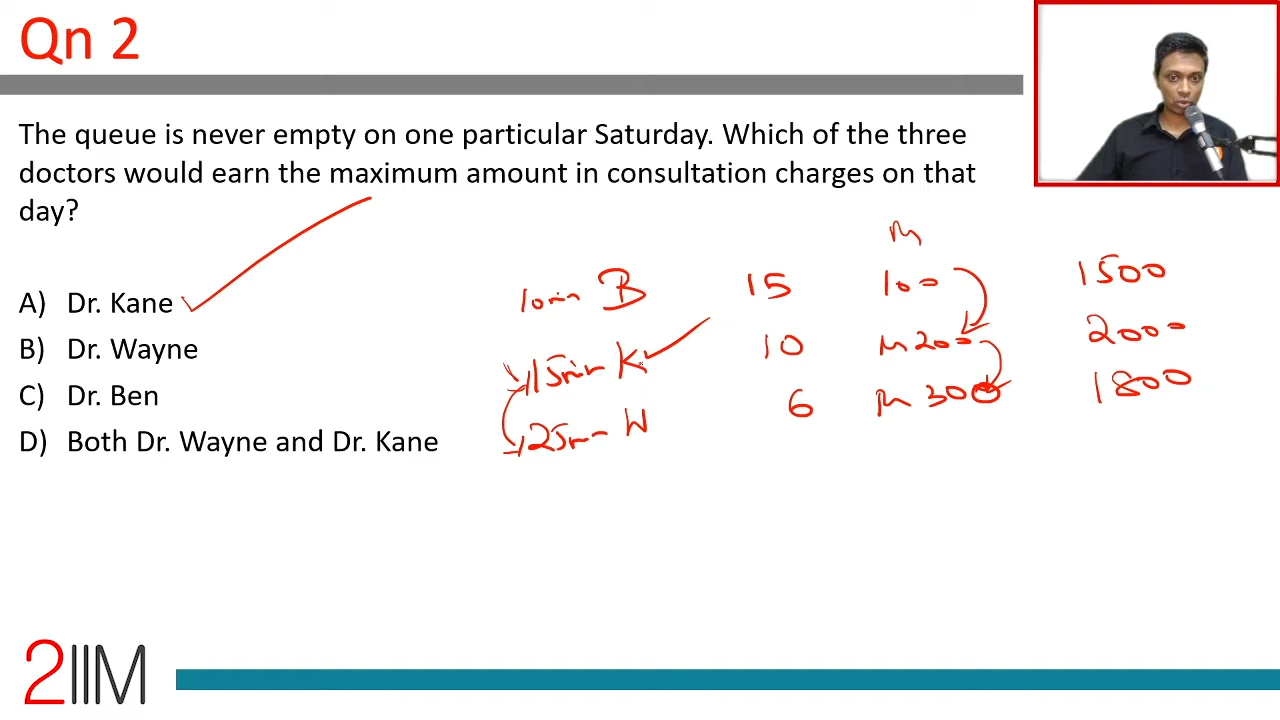 Qn 2
The queue is never empty on one particular Saturday. Which of the three
doctors would earn the maximum amount in consultation charges on that
day?
A) Dr. Kane
B) Dr. Wayne
C) Dr. Ben
D) Both Dr. Wayne and Dr. Kane
10min B 15 100 1500
15min K 10 200 2000
25min W 6 300 1800
2IIM